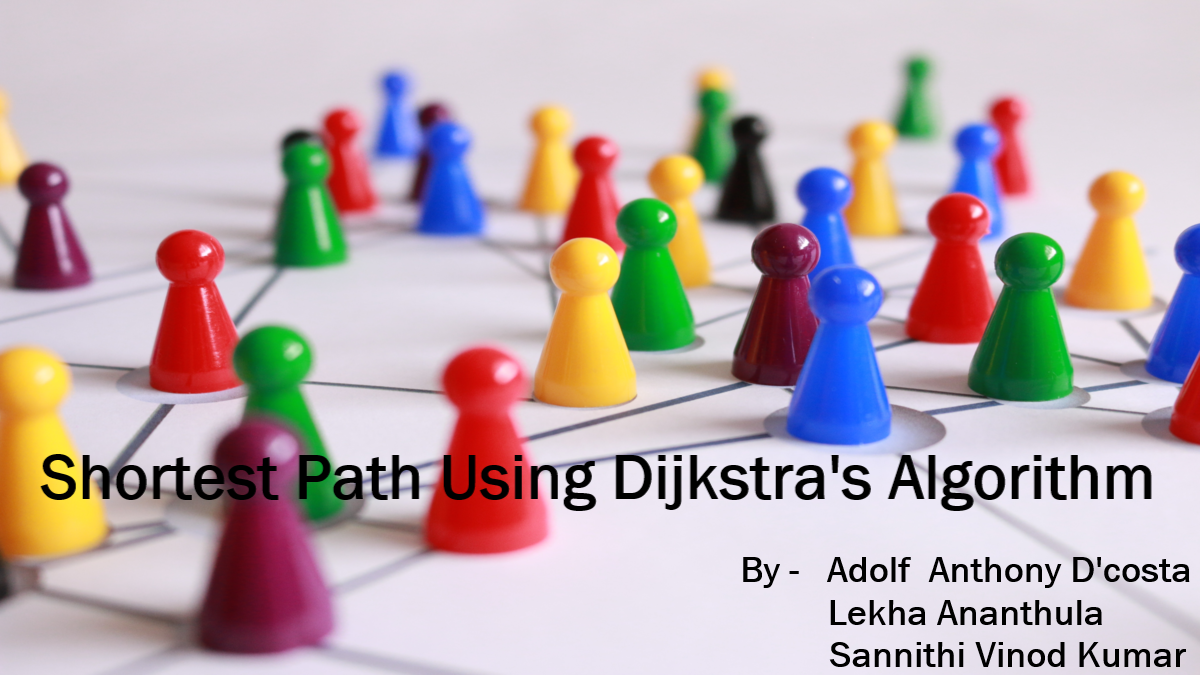 Shortest Path Using Dijkstra's Algorithm
By - Adolf Anthony D'costa
Lekha Ananthula
Sannithi Vinod Kumar